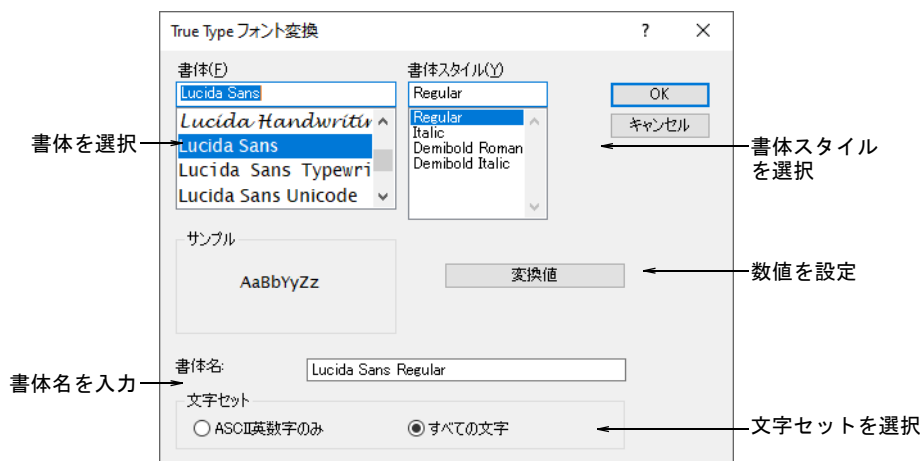 True Type フォント変換
?
×
書体(F)
書体スタイル(Y)
Lucida Sans
Regular
OK
キャンセル
Lucida Handwritin
Lucida Sans
Lucida Sans Typewri
Lucida Sans Unicode
Regular
Italic
Demibold Roman
Demibold Italic
書体を選択
書体スタイル
を選択
サンプル
AaBbYyZz
変換値
数値を設定
書体名:
Lucida Sans Regular
書体名を入力
文字セット
ASCII英数字のみ
すべての文字
文字セットを選択